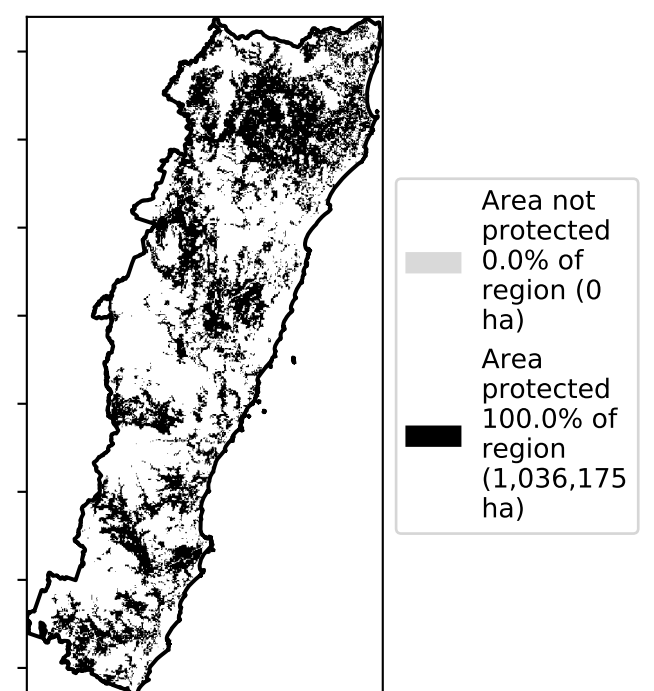 Area not
protected
0.0% of
region (0
ha)
Area
protected
100.0% of
region
(1,036,175
ha)